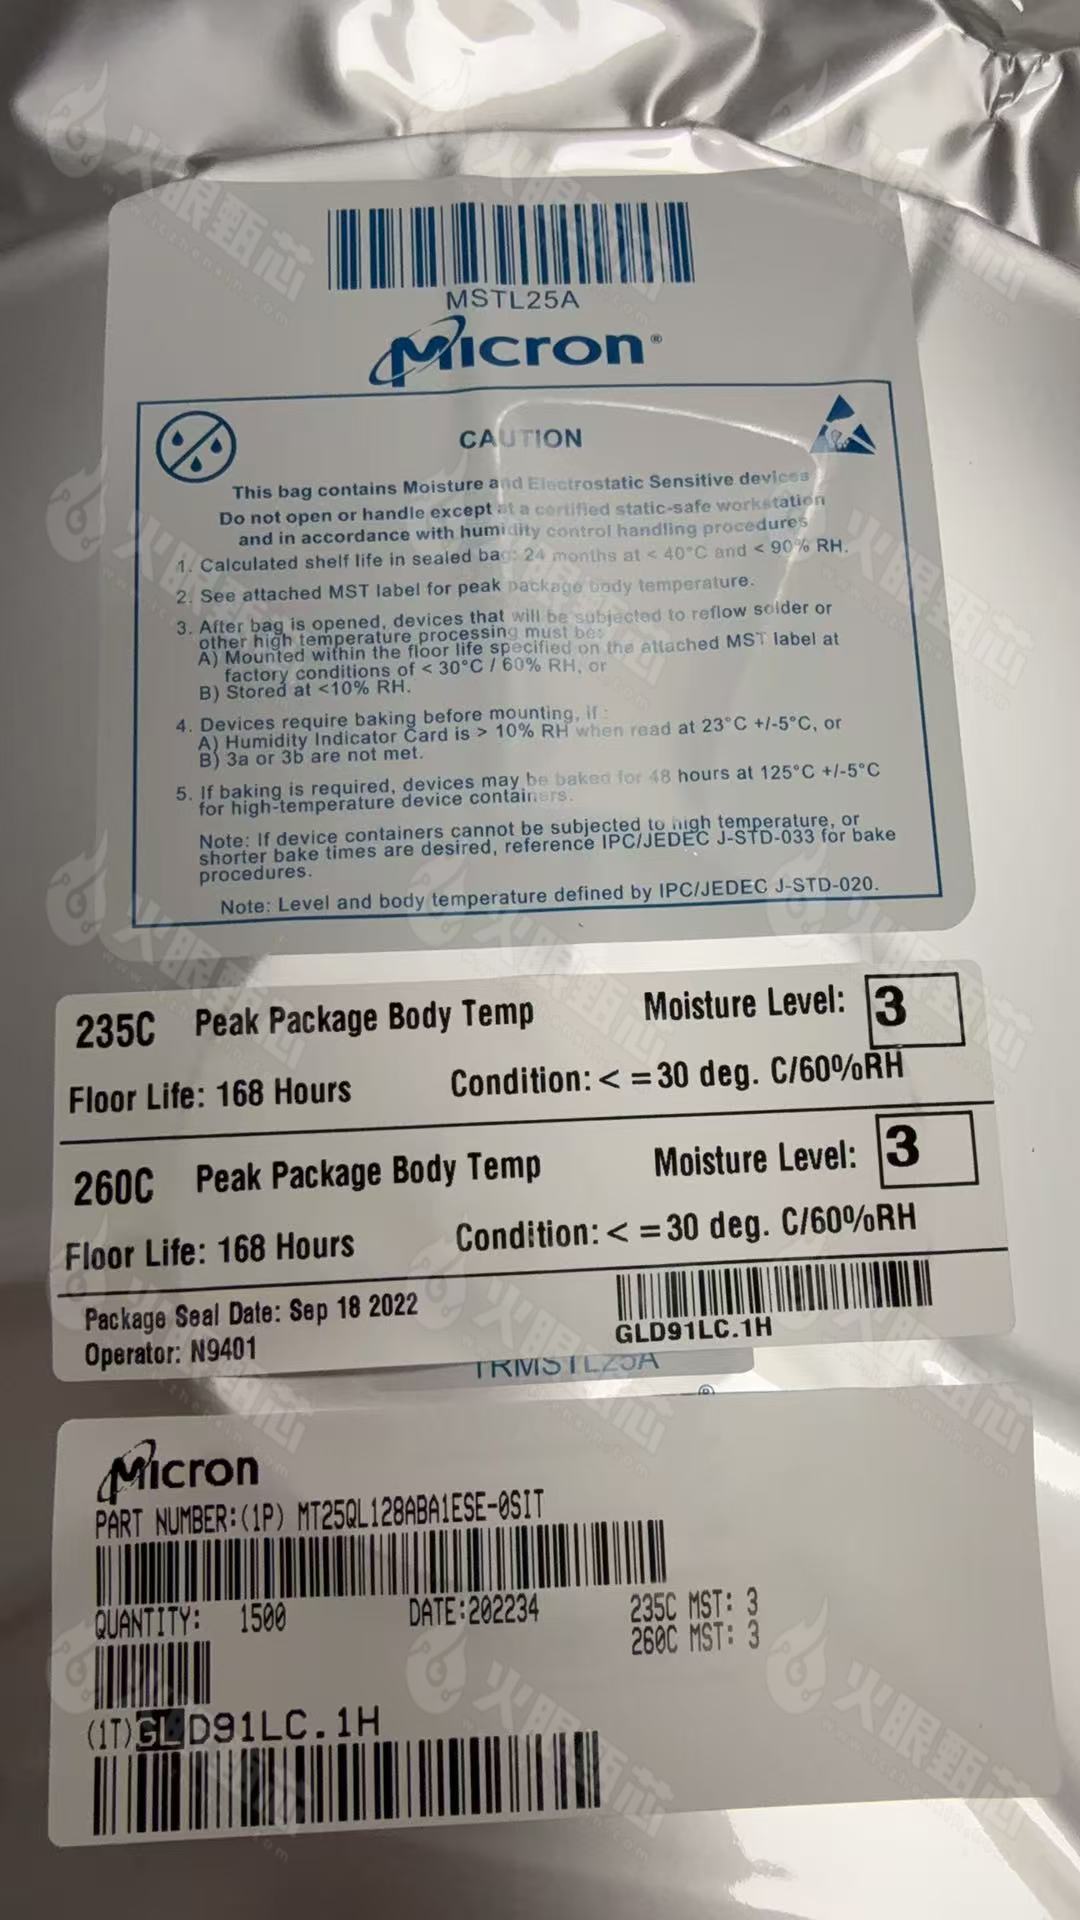 MSTL25A
Micron®
CAUTION
This bag contains Moisture and Electrostatic Sensitive devices
Do not open or handle except at a certified static-safe workstation
and in accordance with humidity control handling procedures
1. Calculated shelf life in sealed bag: 24 months at < 40°C and < 90% RH.
2. See attached MST label for peak package body temperature.
3. After bag is opened, devices that will be subjected to reflow solder or
other high temperature processing must be:
A) Mounted within the floor life specified on the attached MST label at
factory conditions of < 30°C / 60% RH, or
B) Stored at <10% RH.
4. Devices require baking before mounting, if :
A) Humidity Indicator Card is > 10% RH when read at 23°C +/-5°C, or
B) 3a or 3b are not met.
5. If baking is required, devices may be baked for 48 hours at 125°C +/-5°C
for high-temperature device containers.
Note: If device containers cannot be subjected to high temperature, or
shorter bake times are desired, reference IPC/JEDEC J-STD-033 for bake
procedures.
Note: Level and body temperature defined by IPC/JEDEC J-STD-020.
235C Peak Package Body Temp Moisture Level: 3
Floor Life: 168 Hours Condition: < =30 deg. C/60%RH
260C Peak Package Body Temp Moisture Level: 3
Floor Life: 168 Hours Condition: < =30 deg. C/60%RH
Package Seal Date: Sep 18 2022
Operator: N9401
GLD91LC.1H
TRMSTL25A
®
Micron
PART NUMBER:(1P) MT25QL128ABA1ESE-0SIT
QUANTITY: 1500 DATE:202234 235C MST: 3
260C MST: 3
(1T)GLD91LC.1H
火眼甄芯